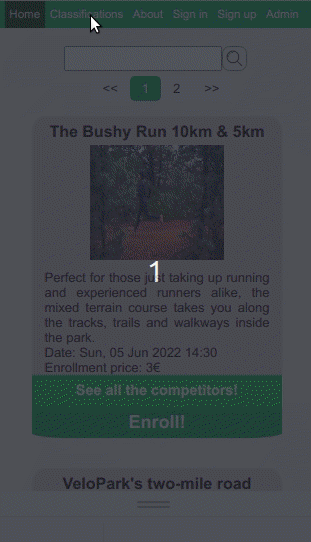 Home Classifications About Sign in Sign up Admin
<< 1 2 >>
The Bushy Run 10km & 5km
1
Perfect for those just taking up running
and experienced runners alike, the
mixed terrain course takes you along
the tracks, trails and walkways inside
the park.
Date: Sun, 05 Jun 2022 14:30
Enrollment price: 3€
See all the competitors!
Enroll!
VeloPark's two-mile road